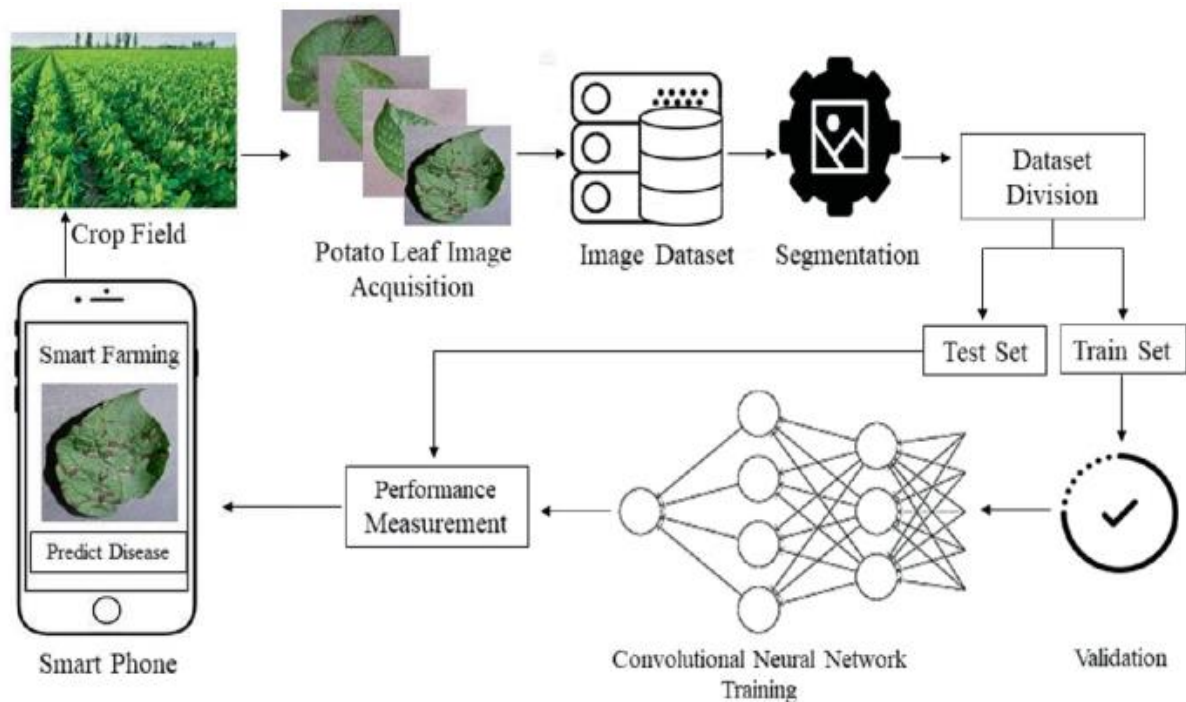 Crop Field
Potato Leaf Image
Acquisition
Image Dataset
Segmentation
Dataset
Division
Test Set
Train Set
Smart Farming
Predict Disease
Smart Phone
Performance
Measurement
Convolutional Neural Network
Training
Validation